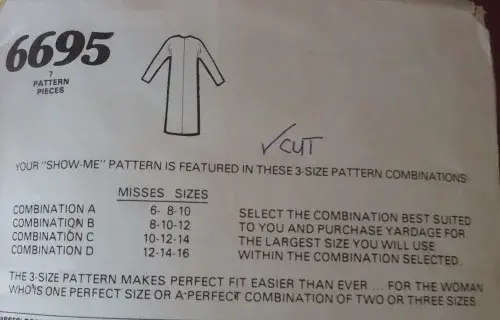 6695
7
PATTERN
PIECES
✓CUT
YOUR "SHOW-ME" PATTERN IS FEATURED IN THESE 3-SIZE PATTERN COMBINATIONS:
MISSES SIZES
COMBINATION A 6- 8-10
COMBINATION B 8-10-12
COMBINATION C 10-12-14
COMBINATION D 12-14-16
SELECT THE COMBINATION BEST SUITED
TO YOU AND PURCHASE YARDAGE FOR
THE LARGEST SIZE YOU WILL USE
WITHIN THE COMBINATION SELECTED.
THE 3-SIZE PATTERN MAKES PERFECT FIT EASIER THAN EVER ... FOR THE WOMAN
WHO IS ONE PERFECT SIZE OR A PERFECT COMBINATION OF TWO OR THREE SIZES.